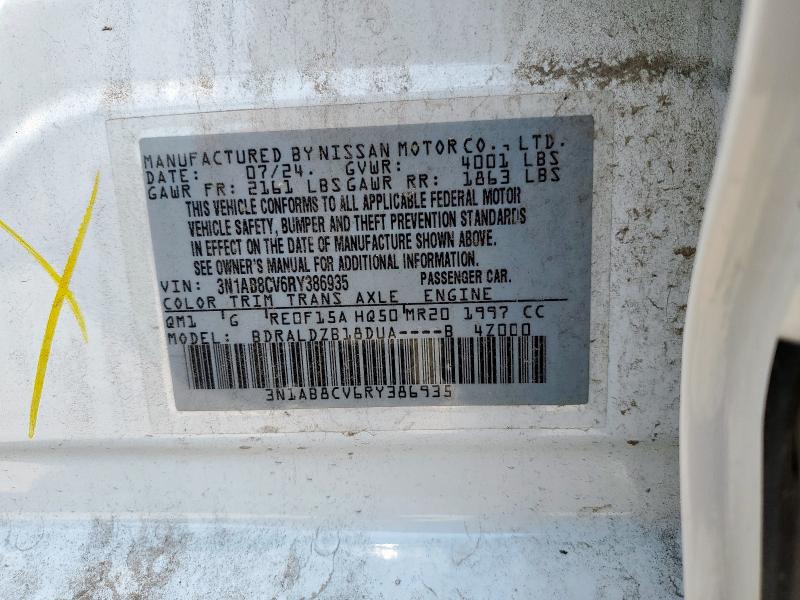 MANUFACTURED BY NISSAN MOTOR CO., LTD.
DATE: 07/24. GVWR: 4001 LBS
GAWR FR: 2161 LBS GAWR RR: 1863 LBS
THIS VEHICLE CONFORMS TO ALL APPLICABLE FEDERAL MOTOR
VEHICLE SAFETY, BUMPER AND THEFT PREVENTION STANDARDS
IN EFFECT ON THE DATE OF MANUFACTURE SHOWN ABOVE.
SEE OWNER'S MANUAL FOR ADDITIONAL INFORMATION.
VIN: 3N1AB8CV6RY386935 PASSENGER CAR.
COLOR TRIM TRANS AXLE ENGINE
QM1 G RE0F15A HQ50 MR20 1997 CC
MODEL: BDRALDZB18DUA----B 4Z000
3N1AB8CV6RY386935